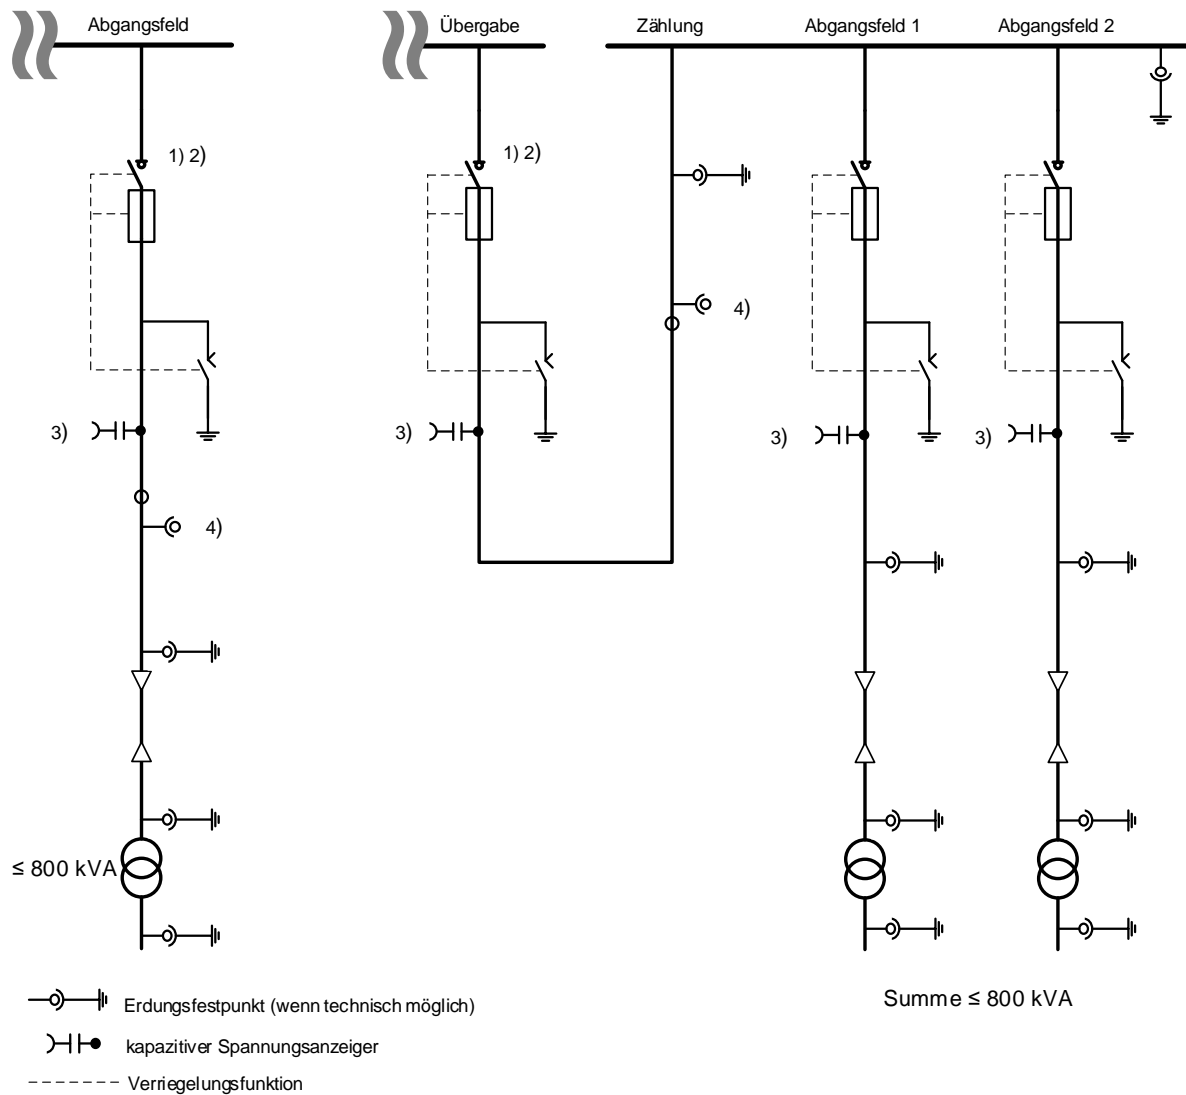 Abgangsfeld
Übergabe
Zählung
Abgangsfeld 1
Abgangsfeld 2
1) 2)
1) 2)
4)
3)
3)
3)
3)
4)
≤ 800 kVA
Summe ≤ 800 kVA
Erdungsfestpunkt (wenn technisch möglich)
kapazitiver Spannungsanzeiger
Verriegelungsfunktion